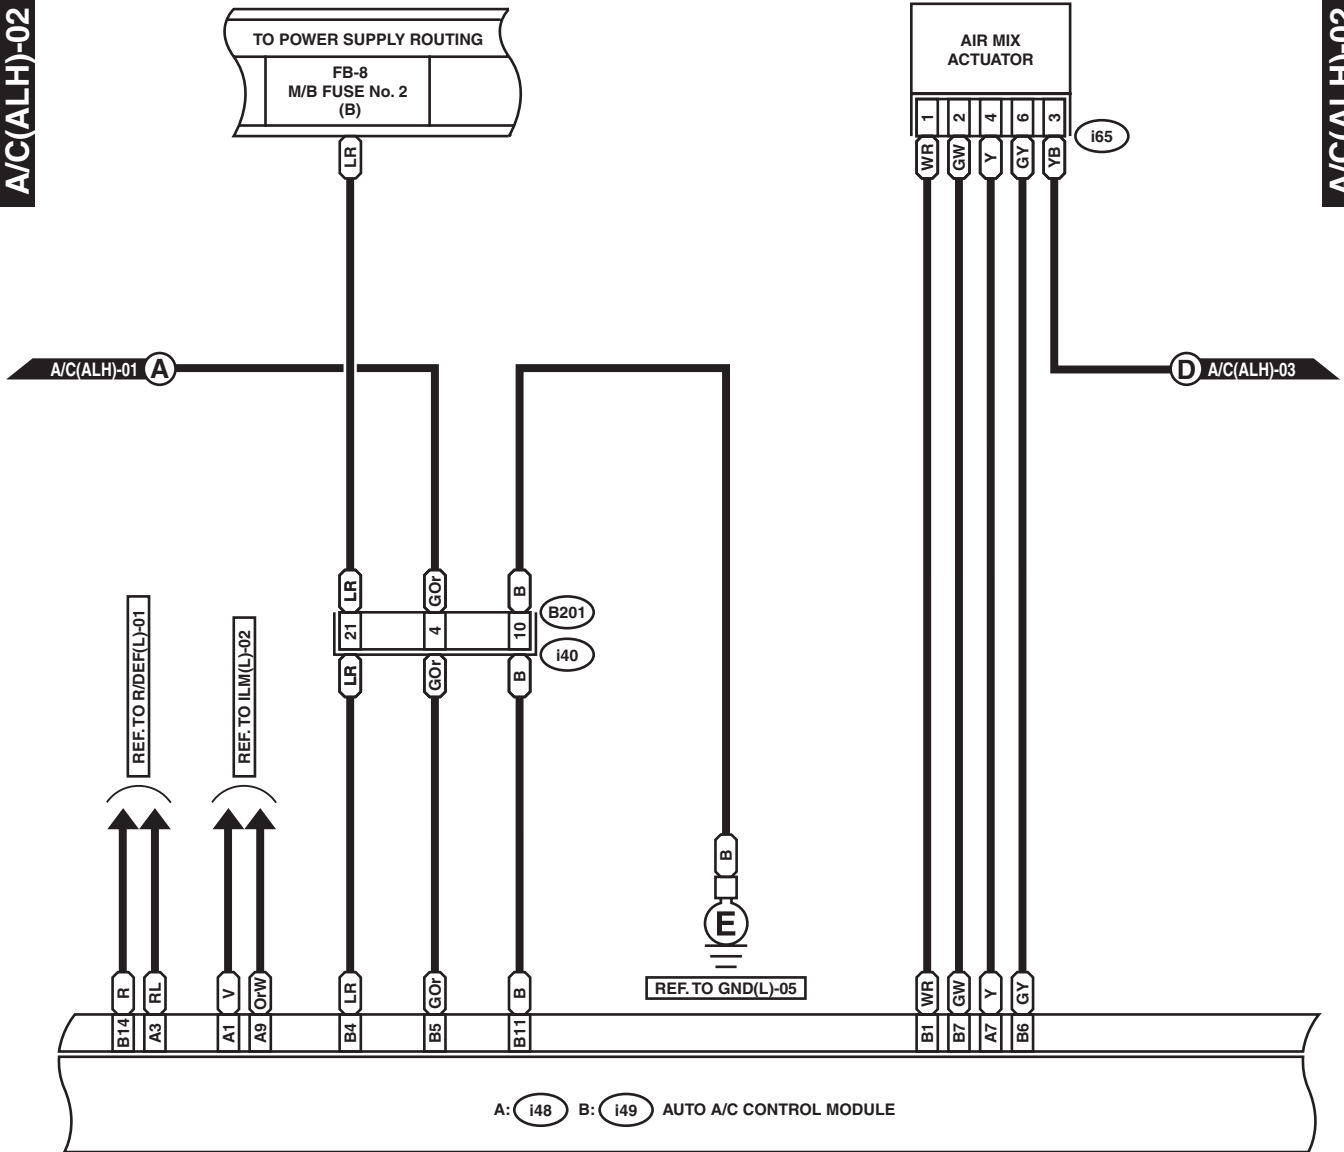 A/C(ALH)-02
A/C(ALH)-02
TO POWER SUPPLY ROUTING
FB-8
M/B FUSE No. 2
(B)
LR
AIR MIX
ACTUATOR
1 2 4 6 3
i65
WR GW Y GY YB
A/C(ALH)-01 A
D A/C(ALH)-03
LR GOr B
B201
21 4 10
i40
LR GOr B
REF. TO R/DEF(L)-01
REF. TO ILM(L)-02
B
E
REF. TO GND(L)-05
R RL V OrW LR GOr B WR GW Y GY
B14 A3 A1 A9 B4 B5 B11 B1 B7 A7 B6
A: i48 B: i49 AUTO A/C CONTROL MODULE